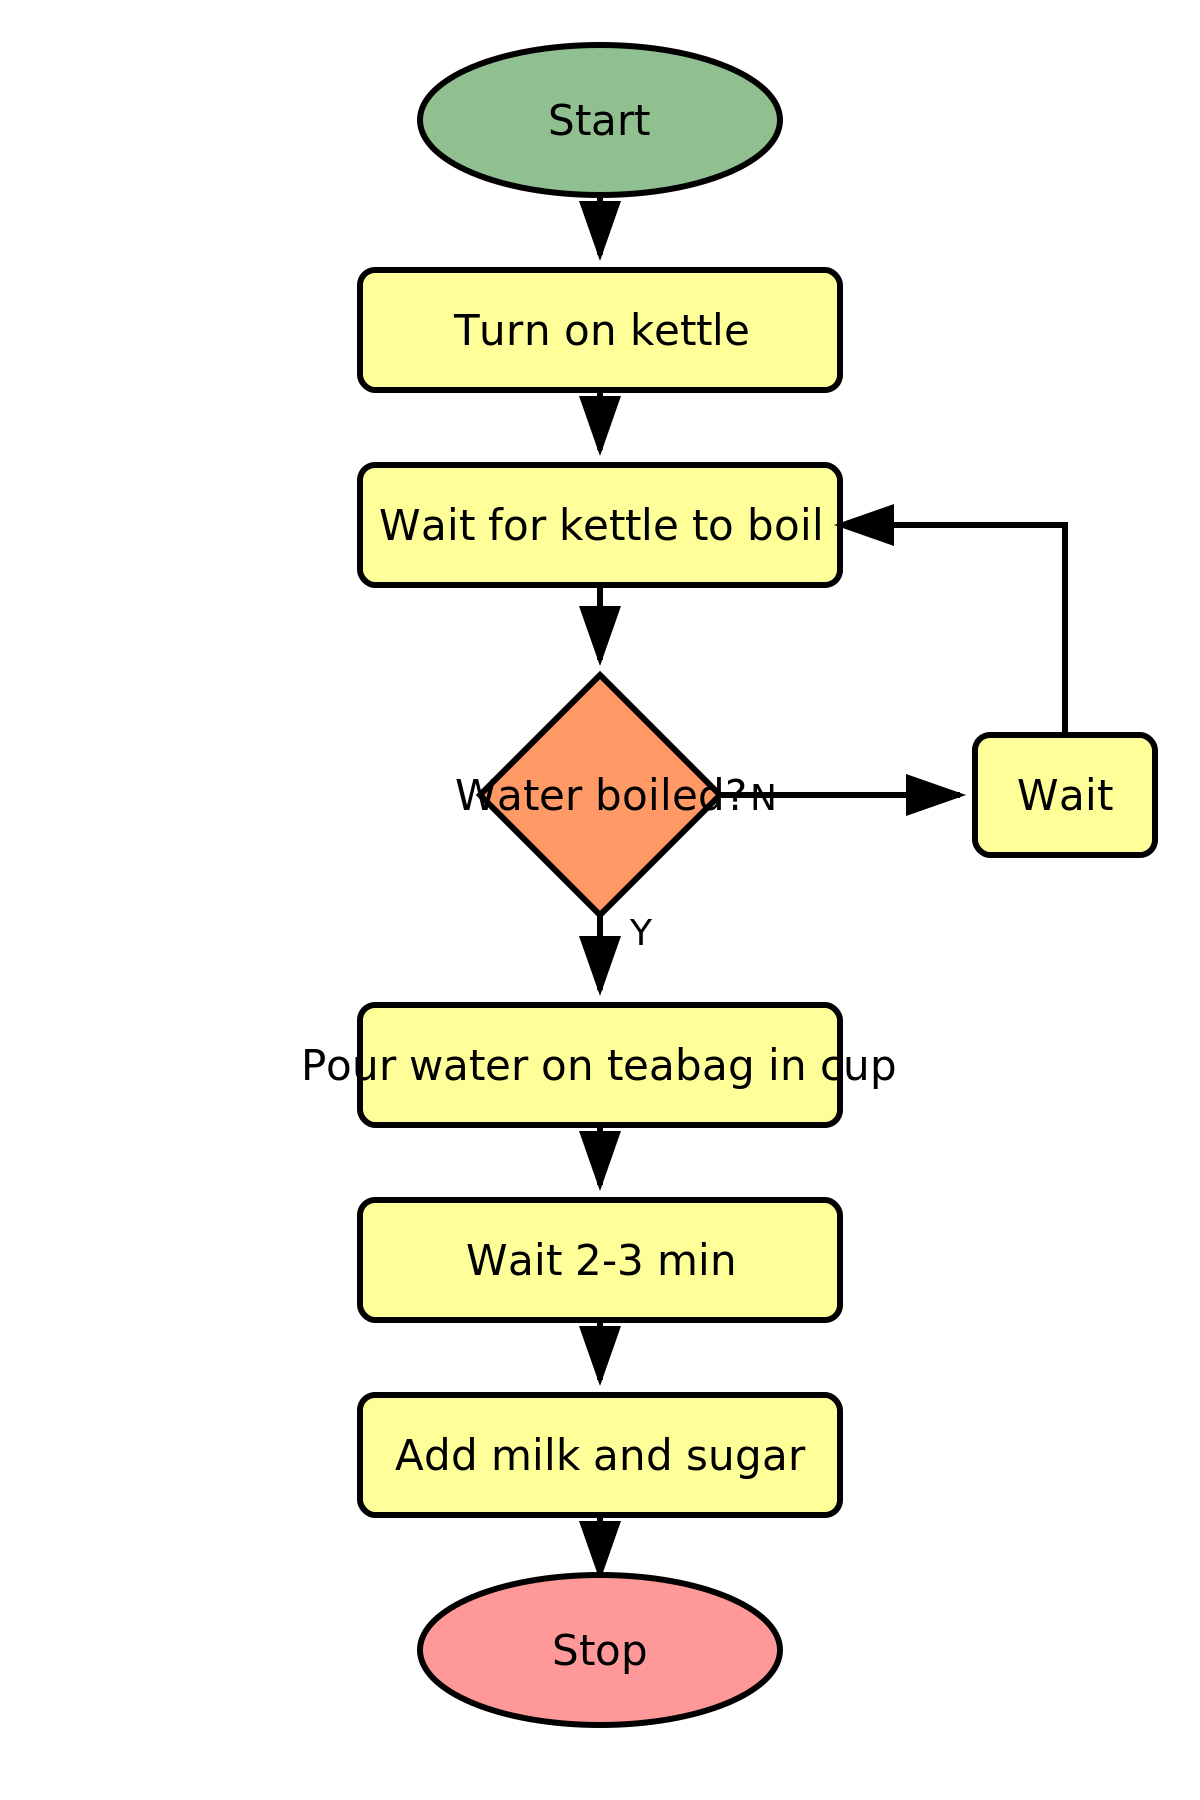 Start
Turn on kettle
Wait for kettle to boil
Water boiled?
N
Wait
Y
Pour water on teabag in cup
Wait 2-3 min
Add milk and sugar
Stop